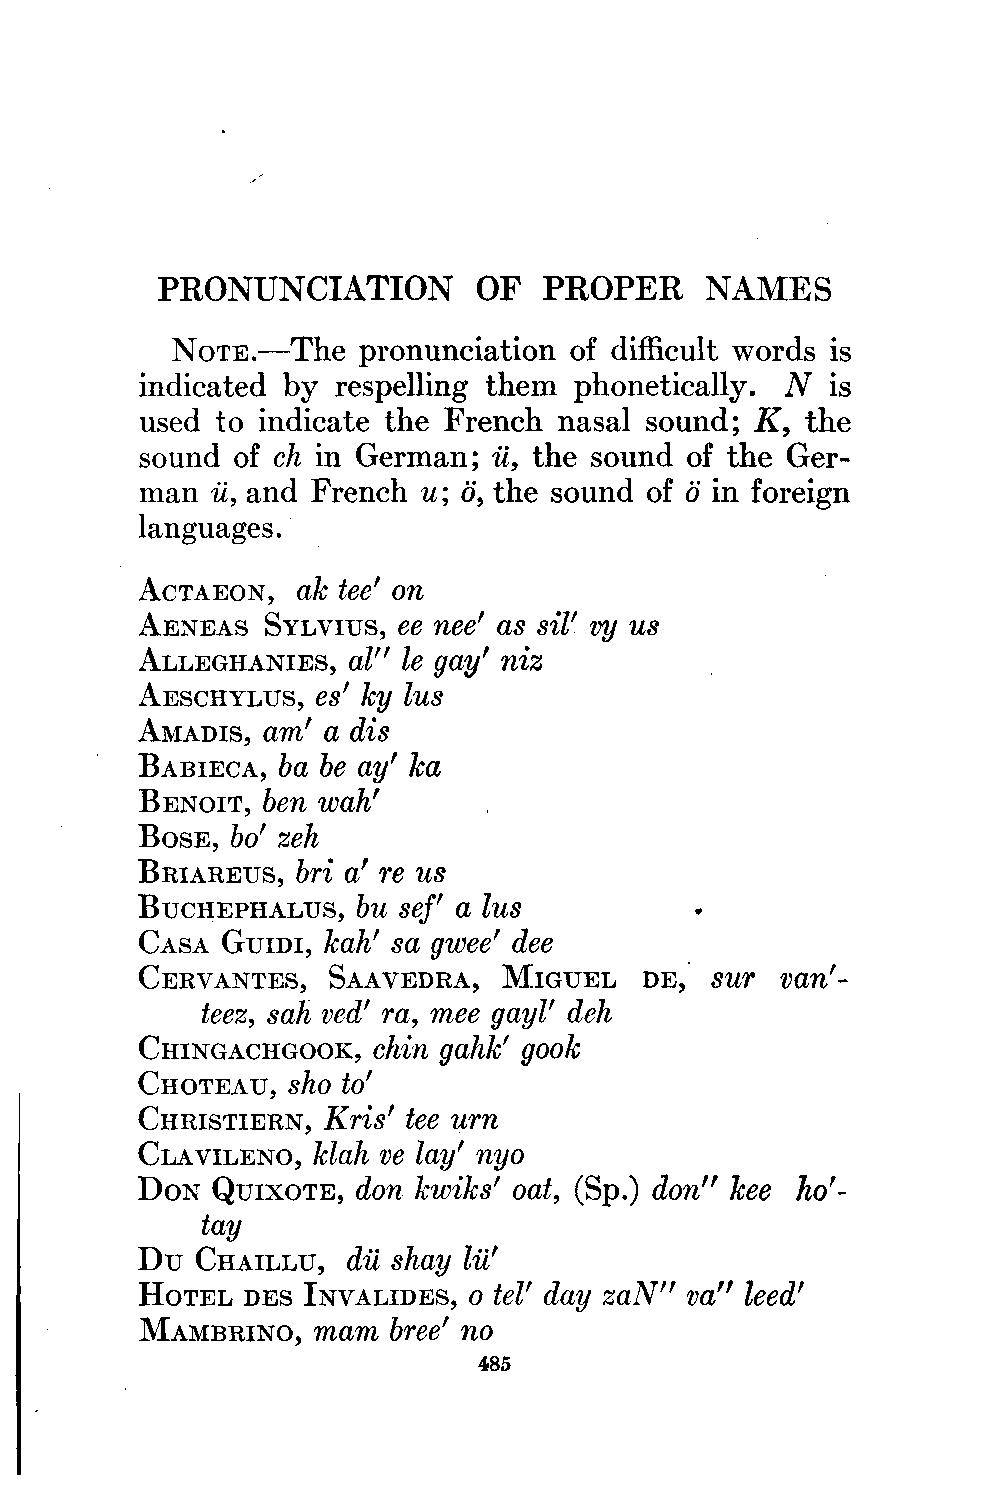 PRONUNCIATION OF PROPER NAMES
NOTE.—The pronunciation of difficult words is
indicated by respelling them phonetically. N is
used to indicate the French nasal sound; K, the
sound of ch in German; ü, the sound of the Ger-
man ü, and French u; ö, the sound of ö in foreign
languages.
ACTAEON, ak tee′ on
AENEAS SYLVIUS, ee nee′ as sil′ vy us
ALLEGHANIES, al″ le gay′ niz
AESCHYLUS, es′ ky lus
AMADIS, am′ a dis
BABIECA, ba be ay′ ka
BENOIT, ben wah′
BOSE, bo′ zeh
BRIAREUS, bri a′ re us
BUCHEPHALUS, bu sef′ a lus
CASA GUIDI, kah′ sa gwee′ dee
CERVANTES, SAAVEDRA, MIGUEL DE, sur van′-
teez, sah ved′ ra, mee gayl′ deh
CHINGACHGOOK, chin gahk′ gook
CHOTEAU, sho to′
CHRISTIERN, Kris′ tee urn
CLAVILENO, klah ve lay′ nyo
DON QUIXOTE, don kwiks′ oat, (Sp.) don″ kee ho′-
tay
DU CHAILLU, dü shay lü′
HOTEL DES INVALIDES, o tel′ day zaN″ va″ leed′
MAMBRINO, mam bree′ no
485